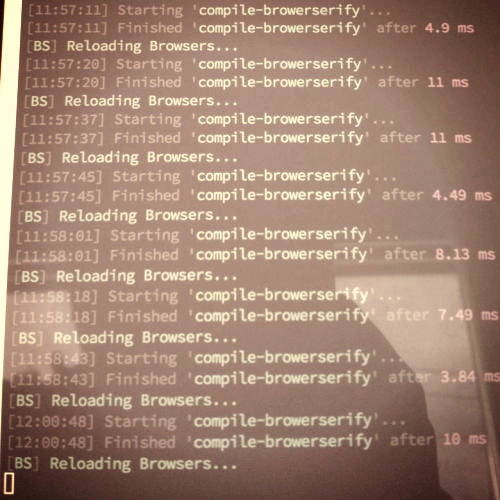 [11:57:11] Starting 'compile-browerserify'...
[11:57:11] Finished 'compile-browerserify' after 4.9 ms
[BS] Reloading Browsers...
[11:57:20] Starting 'compile-browerserify'...
[11:57:20] Finished 'compile-browerserify' after 11 ms
[BS] Reloading Browsers...
[11:57:37] Starting 'compile-browerserify'...
[11:57:37] Finished 'compile-browerserify' after 11 ms
[BS] Reloading Browsers...
[11:57:45] Starting 'compile-browerserify'...
[11:57:45] Finished 'compile-browerserify' after 4.49 ms
[BS] Reloading Browsers...
[11:58:01] Starting 'compile-browerserify'...
[11:58:01] Finished 'compile-browerserify' after 8.13 ms
[BS] Reloading Browsers...
[11:58:18] Starting 'compile-browerserify'...
[11:58:18] Finished 'compile-browerserify' after 7.49 ms
[BS] Reloading Browsers...
[11:58:43] Starting 'compile-browerserify'...
[11:58:43] Finished 'compile-browerserify' after 3.84 ms
[BS] Reloading Browsers...
[12:00:48] Starting 'compile-browerserify'...
[12:00:48] Finished 'compile-browerserify' after 10 ms
[BS] Reloading Browsers...